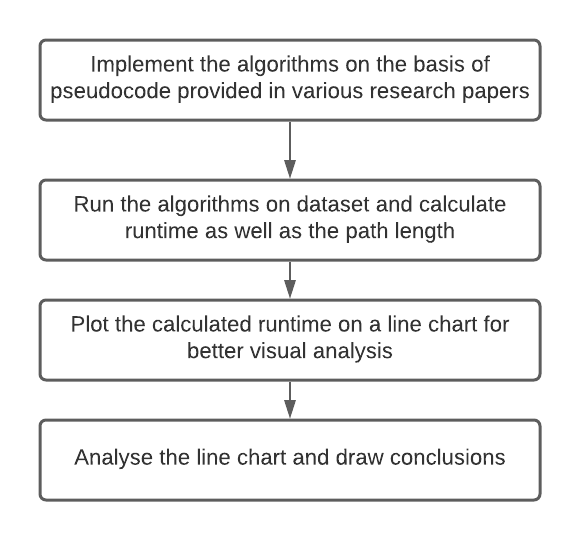 Implement the algorithms on the basis of
pseudocode provided in various research papers
Run the algorithms on dataset and calculate
runtime as well as the path length
Plot the calculated runtime on a line chart for
better visual analysis
Analyse the line chart and draw conclusions